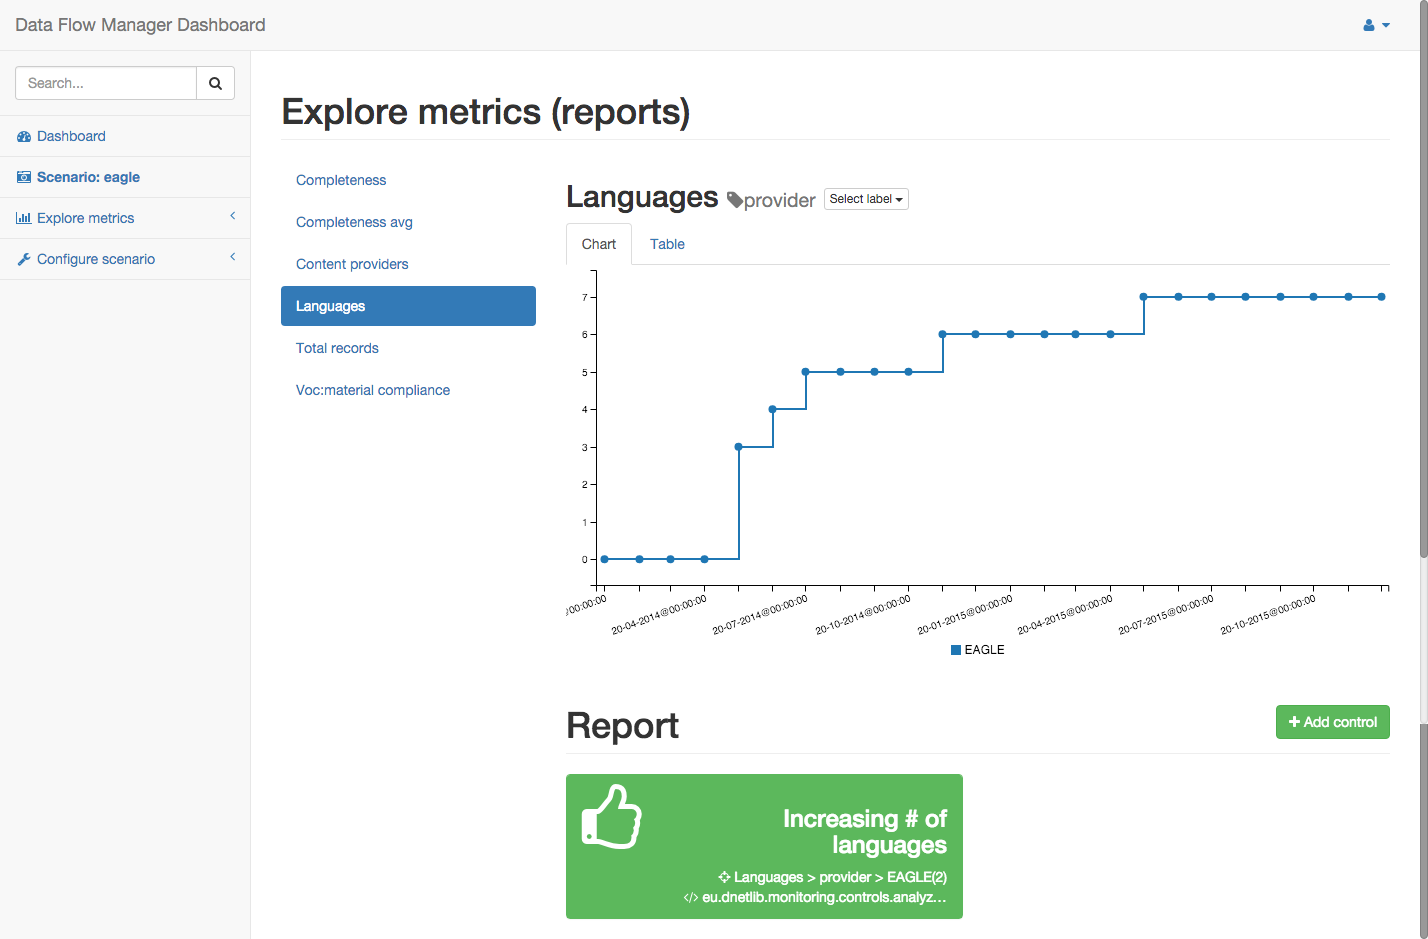 Data Flow Manager Dashboard
Search...
Dashboard
Scenario: eagle
Explore metrics
Configure scenario
Explore metrics (reports)
Completeness
Completeness avg
Content providers
Languages
Total records
Voc:material compliance
Languages provider Select label
Chart Table
7
6
5
4
3
2
1
0
/00:00:00
20-04-2014@00:00:00
20-07-2014@00:00:00
20-10-2014@00:00:00
20-01-2015@00:00:00
20-04-2015@00:00:00
20-07-2015@00:00:00
20-10-2015@00:00:00
EAGLE
Report
+ Add control
Increasing # of
languages
Languages > provider > EAGLE(2)
</> eu.dnetlib.monitoring.controls.analyz...